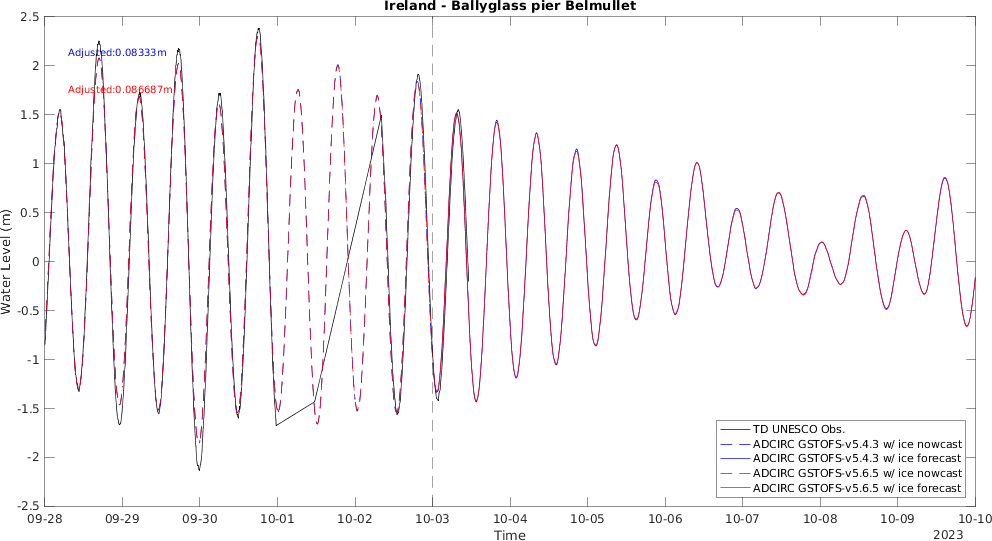 Ireland - Ballyglass pier Belmullet
2.5
2
1.5
1
0.5
0
-0.5
-1
-1.5
-2
-2.5
Water Level (m)
Adjusted:0.08333m
Adjusted:0.086687m
TD UNESCO Obs.
ADCIRC GSTOFS-v5.4.3 w/ ice nowcast
ADCIRC GSTOFS-v5.4.3 w/ ice forecast
ADCIRC GSTOFS-v5.6.5 w/ ice nowcast
ADCIRC GSTOFS-v5.6.5 w/ ice forecast
09-28 09-29 09-30 10-01 10-02 10-03 10-04 10-05 10-06 10-07 10-08 10-09 10-10
Time
2023